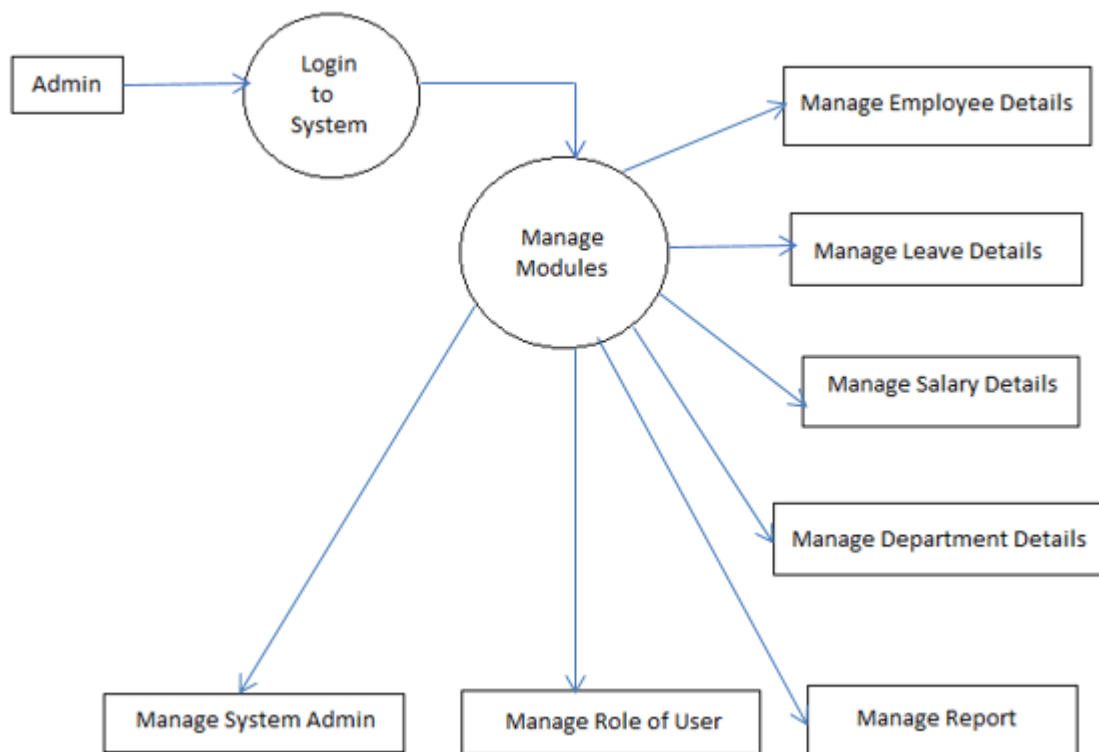 Admin
Login
to
System
Manage Employee Details
Manage
Modules
Manage Leave Details
Manage Salary Details
Manage Department Details
Manage System Admin
Manage Role of User
Manage Report